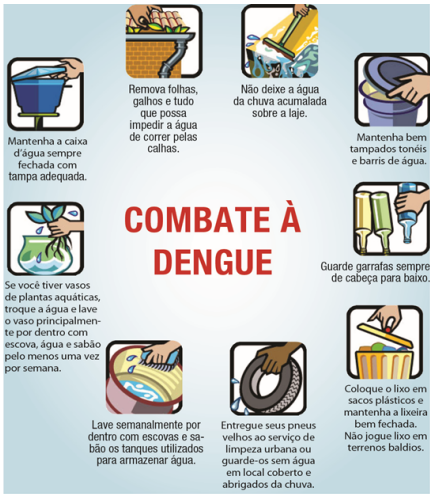 COMBATE À
DENGUE
Remova folhas,
galhos e tudo
que possa
impedir a água
de correr pelas
calhas.
Não deixe a água
da chuva acumalada
sobre a laje.
Mantenha bem
tampados tonéis
e barris de água.
Guarde garrafas sempre
de cabeça para baixo.
Coloque o lixo em
sacos plásticos e
mantenha a lixeira
bem fechada.
Não jogue lixo em
terrenos baldios.
Entregue seus pneus
velhos ao serviço de
limpeza urbana ou
guarde-os sem água
em local coberto e
abrigados da chuva.
Lave semanalmente por
dentro com escovas e sa-
bão os tanques utilizados
para armazenar água.
Se você tiver vasos
de plantas aquáticas,
troque a água e lave
o vaso principalmen-
te por dentro com
escova, água e sabão
pelo menos uma vez
por semana.
Mantenha a caixa
d'água sempre
fechada com
tampa adequada.